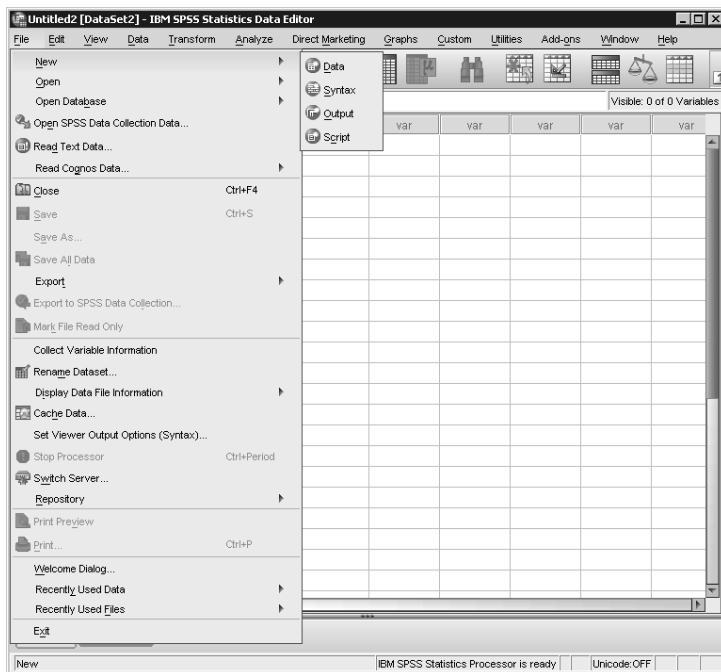 Untitled2 [DataSet2] - IBM SPSS Statistics Data Editor
File Edit View Data Transform Analyze Direct Marketing Graphs Custom Utilities Add-ons Window Help
New
Open
Open Database
Open SPSS Data Collection Data...
Read Text Data...
Read Cognos Data...
Close Ctrl+F4
Save Ctrl+S
Save As...
Save All Data
Export
Export to SPSS Data Collection...
Mark File Read Only
Collect Variable Information
Rename Dataset...
Display Data File Information
Cache Data...
Set Viewer Output Options (Syntax)...
Stop Processor Ctrl+Period
Switch Server...
Repository
Print Preview
Print... Ctrl+P
Welcome Dialog...
Recently Used Data
Recently Used Files
Exit
Data
Syntax
Output
Script
Visible: 0 of 0 Variables
var var var var var
New IBM SPSS Statistics Processor is ready Unicode:OFF